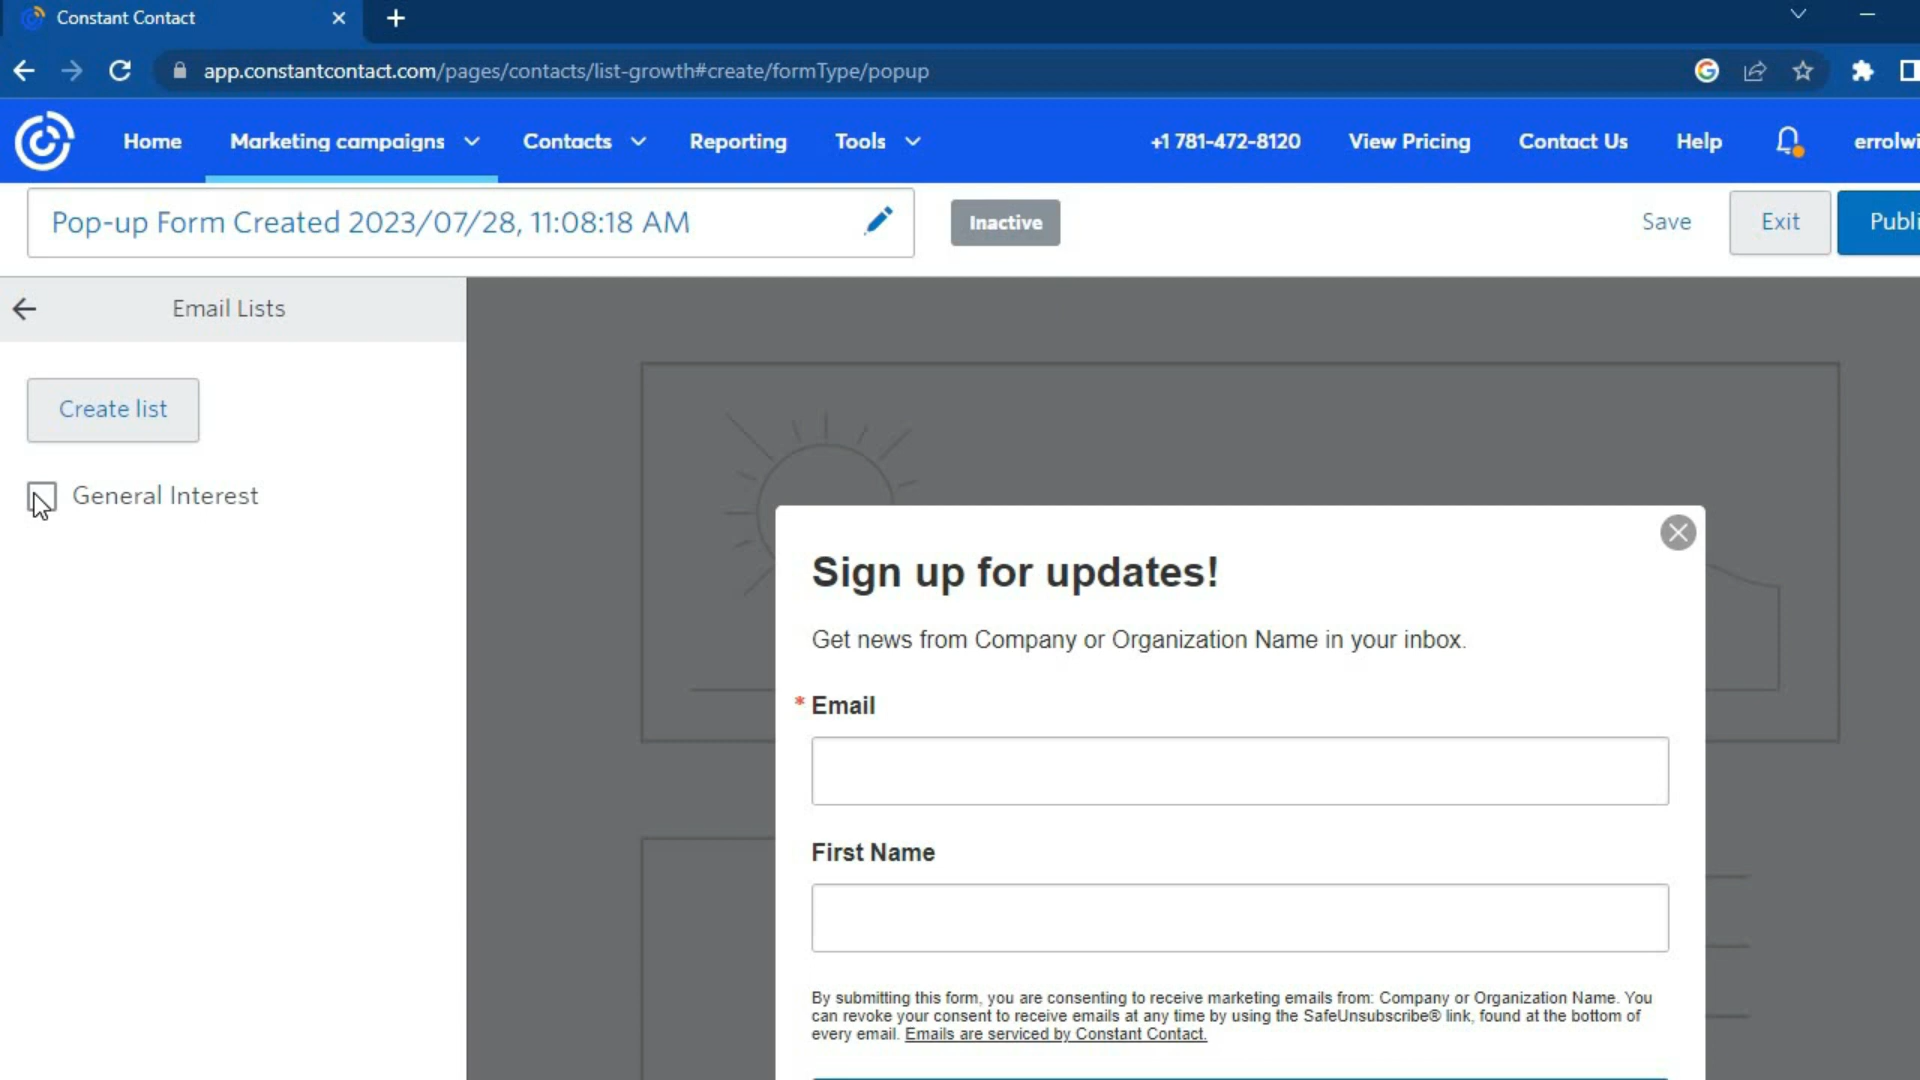 Constant Contact
app.constantcontact.com/pages/contacts/list-growth#create/formType/popup
Home Marketing campaigns Contacts Reporting Tools +1 781-472-8120 View Pricing Contact Us Help errolwi
Pop-up Form Created 2023/07/28, 11:08:18 AM Inactive Save Exit Publi
Email Lists
Create list
General Interest
Sign up for updates!
Get news from Company or Organization Name in your inbox.
* Email
First Name
By submitting this form, you are consenting to receive marketing emails from: Company or Organization Name. You
can revoke your consent to receive emails at any time by using the SafeUnsubscribe® link, found at the bottom of
every email. Emails are serviced by Constant Contact.